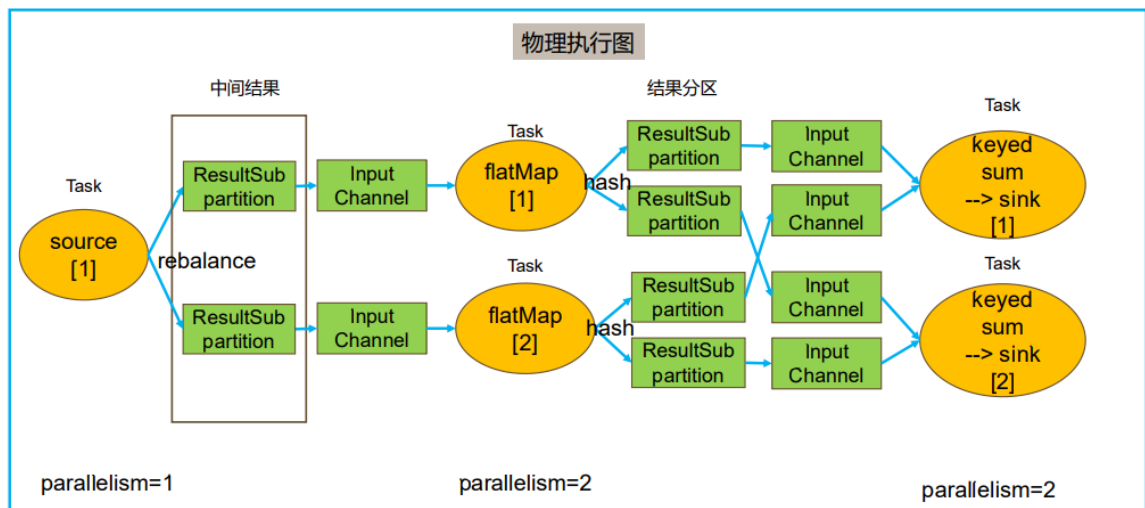 物理执行图
中间结果
结果分区
Task
source
[1]
rebalance
ResultSub
partition
Input
Channel
ResultSub
partition
Input
Channel
Task
flatMap
[1]
hash
Task
flatMap
[2]
hash
ResultSub
partition
Input
Channel
ResultSub
partition
Input
Channel
ResultSub
partition
Input
Channel
ResultSub
partition
Input
Channel
Task
keyed
sum
--> sink
[1]
Task
keyed
sum
--> sink
[2]
parallelism=1
parallelism=2
parallelism=2